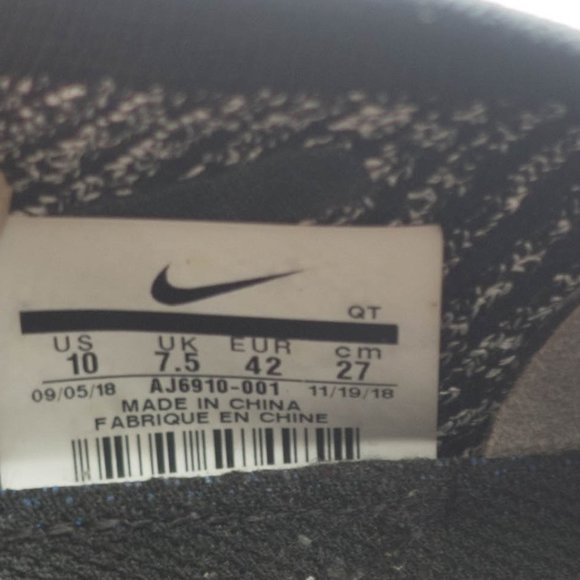 QT
US UK EUR cm
10 7.5 42 27
09/05/18 AJ6910-001 11/19/18
MADE IN CHINA
FABRIQUE EN CHINE